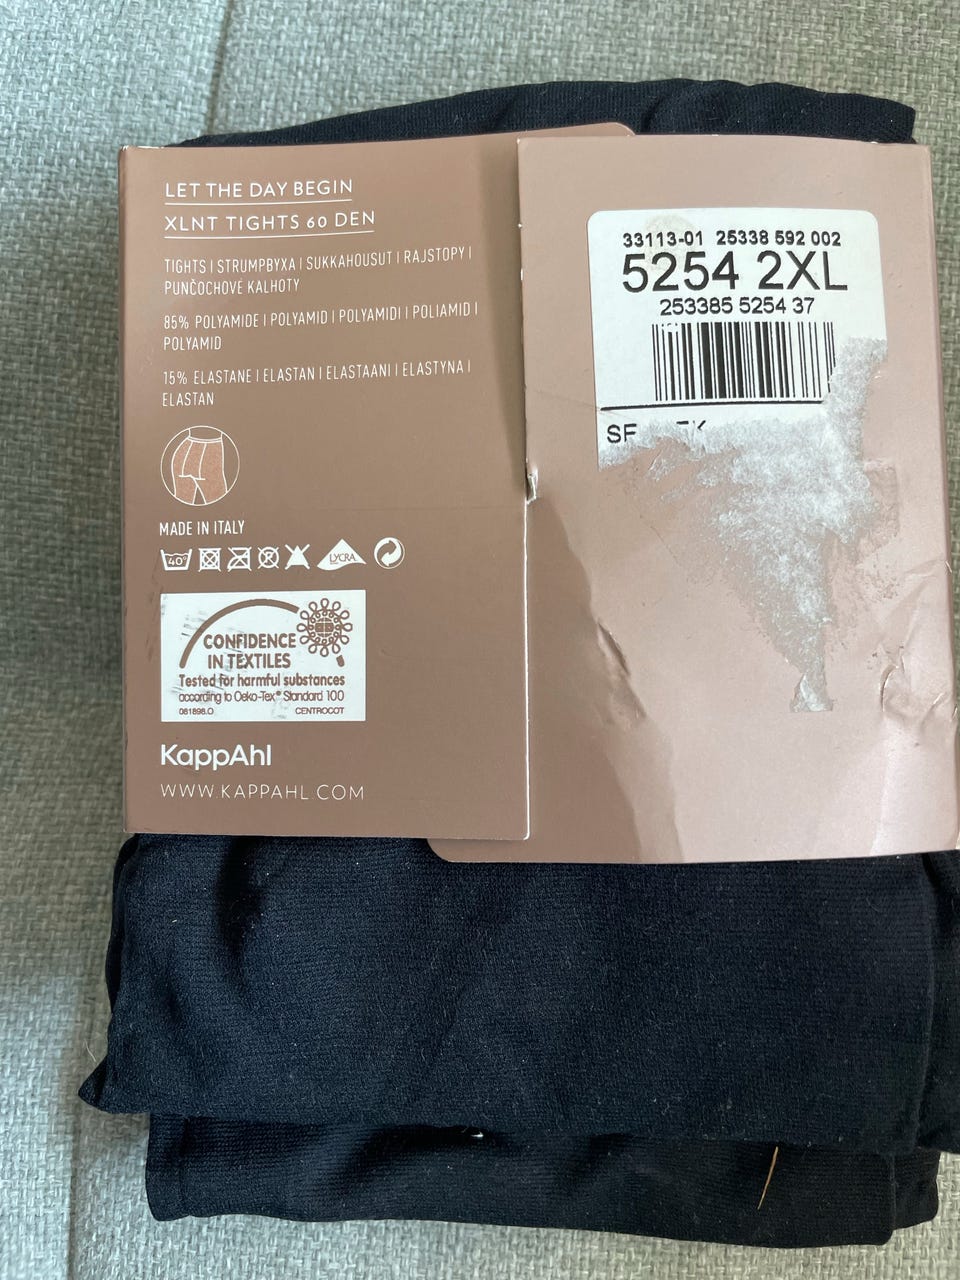 LET THE DAY BEGIN
XLNT TIGHTS 60 DEN
TIGHTS | STRUMPBYXA | SUKKAHOUSUT | RAJSTOPY |
PUNČOCHOVÉ KALHOTY
85% POLYAMIDE | POLYAMID | POLYAMIDI | POLIAMID |
POLYAMID
15% ELASTANE | ELASTAN | ELASTAANI | ELASTYNA |
ELASTAN
MADE IN ITALY
40°
LYCRA
CONFIDENCE
IN TEXTILES
Tested for harmful substances
according to Oeko-Tex® Standard 100
081898.O CENTROCOT
KappAhl
WWW.KAPPAHL.COM
33113-01 25338 592 002
5254 2XL
253385 5254 37